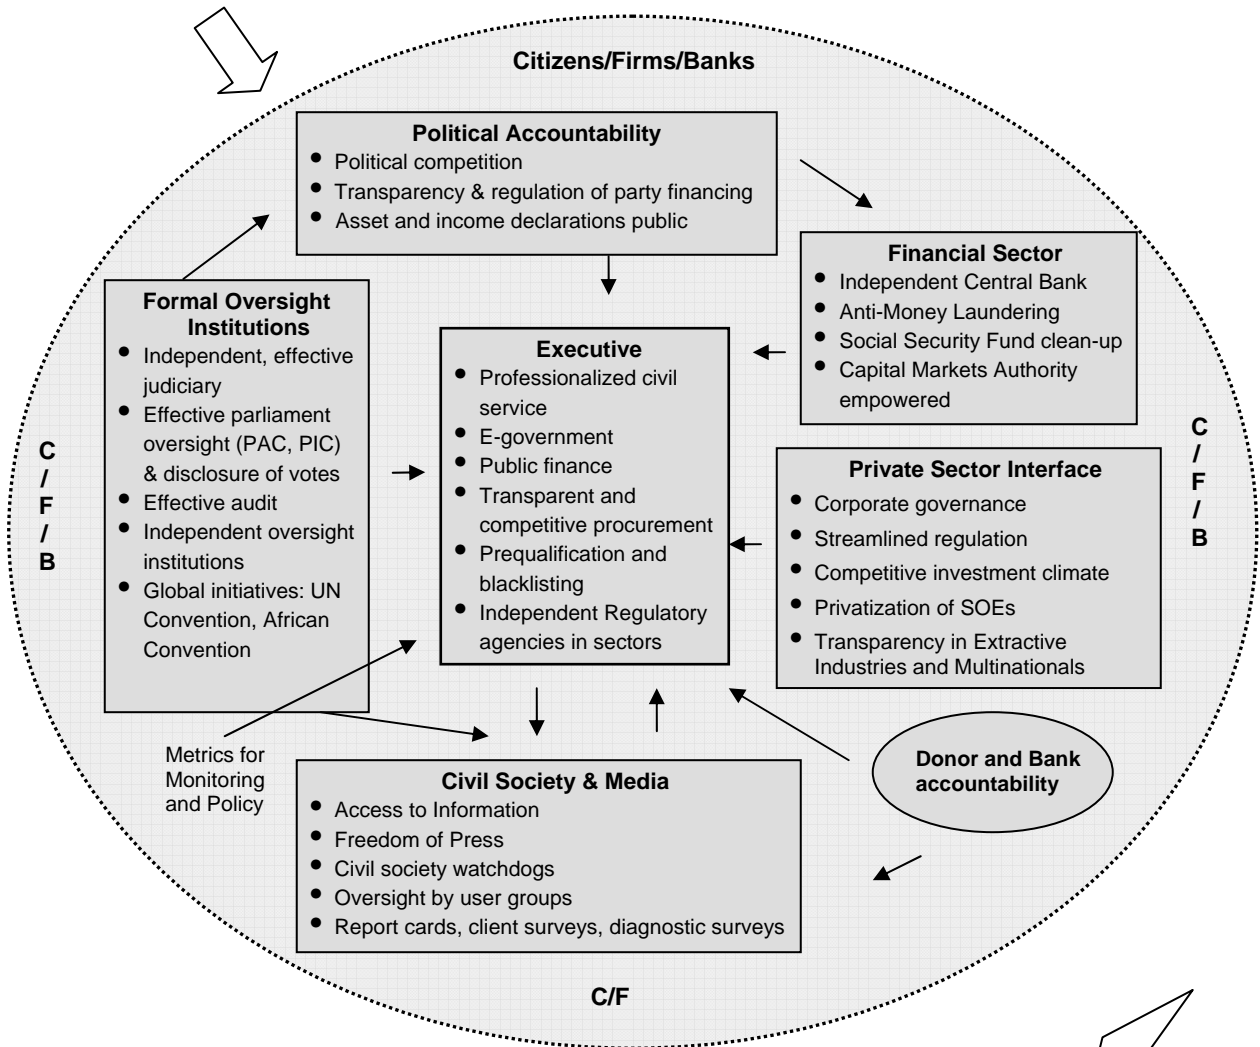 Citizens/Firms/Banks
Political Accountability
• Political competition
• Transparency & regulation of party financing
• Asset and income declarations public
Financial Sector
• Independent Central Bank
• Anti-Money Laundering
• Social Security Fund clean-up
• Capital Markets Authority
empowered
Formal Oversight
Institutions
• Independent, effective
judiciary
• Effective parliament
oversight (PAC, PIC)
& disclosure of votes
• Effective audit
• Independent oversight
institutions
• Global initiatives: UN
Convention, African
Convention
Executive
• Professionalized civil
service
• E-government
• Public finance
• Transparent and
competitive procurement
• Prequalification and
blacklisting
• Independent Regulatory
agencies in sectors
C
/
F
/
B
Private Sector Interface
• Corporate governance
• Streamlined regulation
• Competitive investment climate
• Privatization of SOEs
• Transparency in Extractive
Industries and Multinationals
C
/
F
/
B
Metrics for
Monitoring
and Policy
Donor and Bank
accountability
Civil Society & Media
• Access to Information
• Freedom of Press
• Civil society watchdogs
• Oversight by user groups
• Report cards, client surveys, diagnostic surveys
C/F